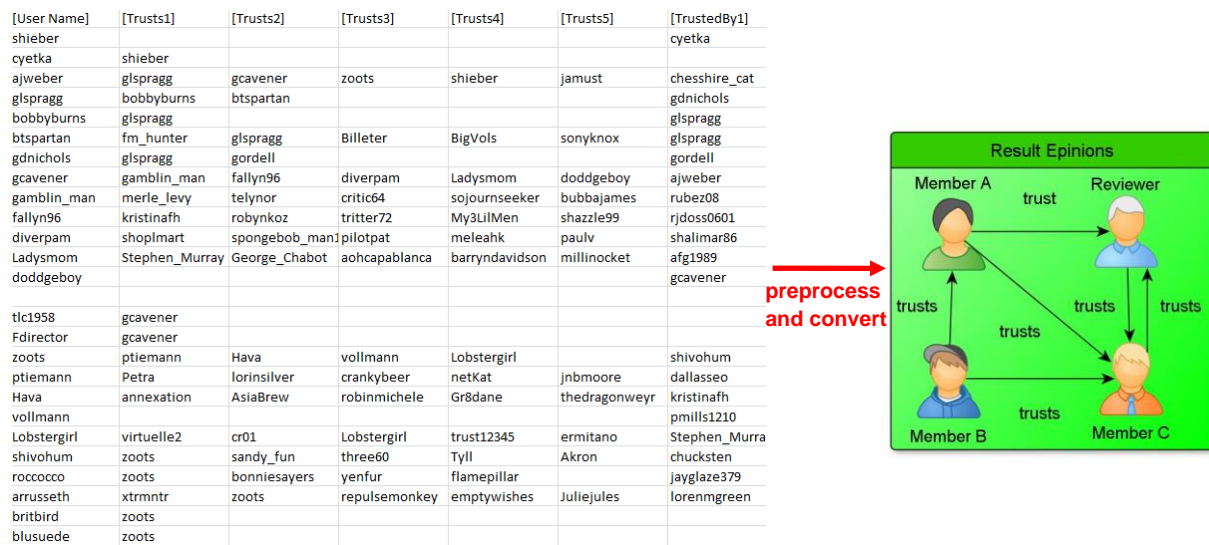 [User Name] [Trusts1] [Trusts2] [Trusts3] [Trusts4] [Trusts5] [TrustedBy1]
shieber cyetka
cyetka shieber
ajweber glspragg gcavener zoots shieber jamust chesshire_cat
glspragg bobbyburns btspartan gdnichols
bobbyburns glspragg glspragg
btspartan fm_hunter glspragg Billeter BigVols sonyknox glspragg
gdnichols glspragg gordell gordell
gcavener gamblin_man fallyn96 diverpam Ladysmom doddgeboy ajweber
gamblin_man merle_levy telynor critic64 sojournseeker bubbajames rubez08
fallyn96 kristinafh robynkoz tritter72 My3LilMen shazzle99 rjdoss0601
diverpam shoplmart spongebob_man1 pilotpat meleahk paulv shalimar86
Ladysmom Stephen_Murray George_Chabot aohcapablanca barryndavidson millinocket afg1989
doddgeboy gcavener
tlc1958 gcavener
Fdirector gcavener
zoots ptiemann Hava vollmann Lobstergirl shivohum
ptiemann Petra lorinsilver crankybeer netKat jnbmoore dallasseo
Hava annexation AsiaBrew robinmichele Gr8dane thedragonweyr kristinafh
vollmann pmills1210
Lobstergirl virtuelle2 cr01 Lobstergirl trust12345 ermitano Stephen_Murra
shivohum zoots sandy_fun three60 Tyll Akron chucksten
roccocco zoots bonniesayers yenfur flamepillar jayglaze379
arrusseth xtrmntr zoots repulsemonkey emptywishes Juliejules lorenmgreen
britbird zoots
blusuede zoots
preprocess
and convert
Result Epinions
Member A Reviewer
trust
trusts trusts trusts
trusts
trusts
Member B Member C